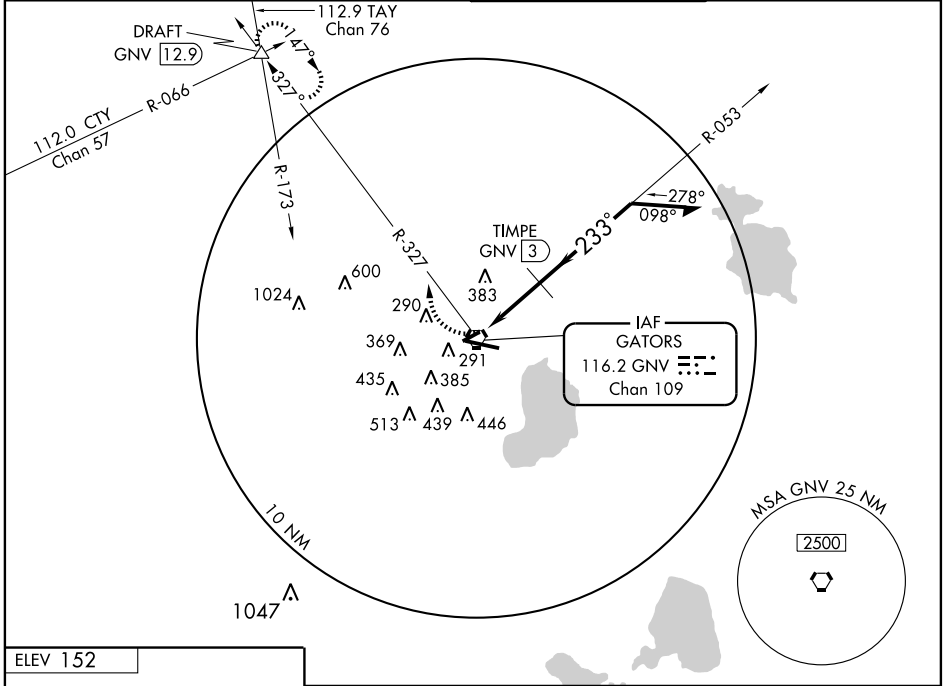 112.9 TAY
Chan 76
DRAFT
GNV 12.9
147°
327°
R-066
112.0 CTY
Chan 57
R-173
R-053
278°
098°
233°
TIMPE
GNV 3
R-327
600
1024
383
290
369
291
435
385
513
439
446
IAF
GATORS
116.2 GNV
Chan 109
10 NM
MSA GNV 25 NM
2500
1047
ELEV 152